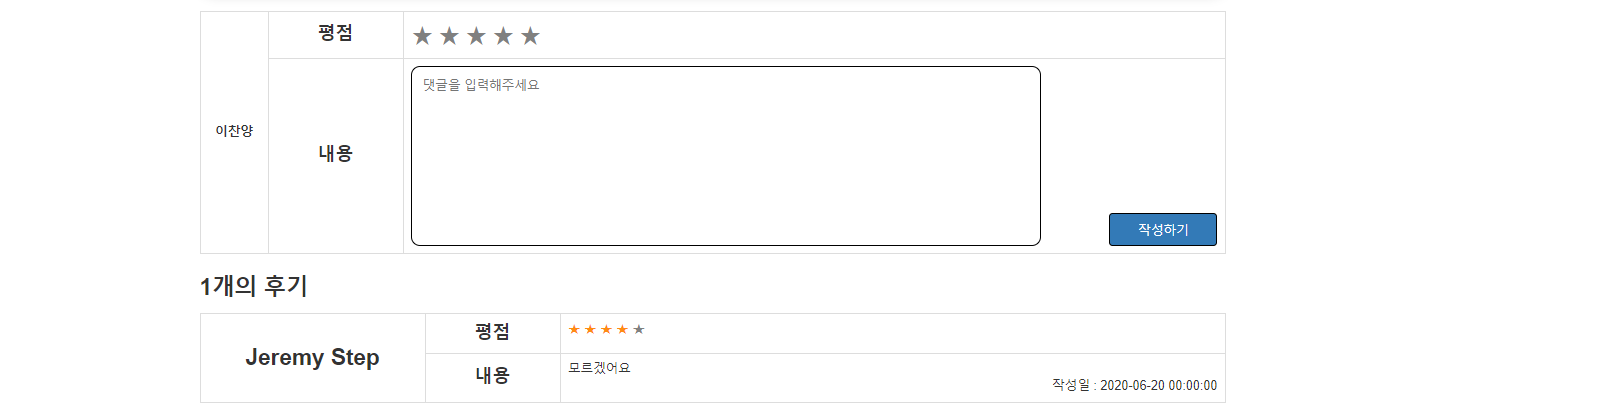 평점
★ ★ ★ ★ ★
이찬양
내용
댓글을 입력해주세요
작성하기
1개의 후기
Jeremy Step
평점
★ ★ ★ ★ ★
내용
모르겠어요
작성일 : 2020-06-20 00:00:00